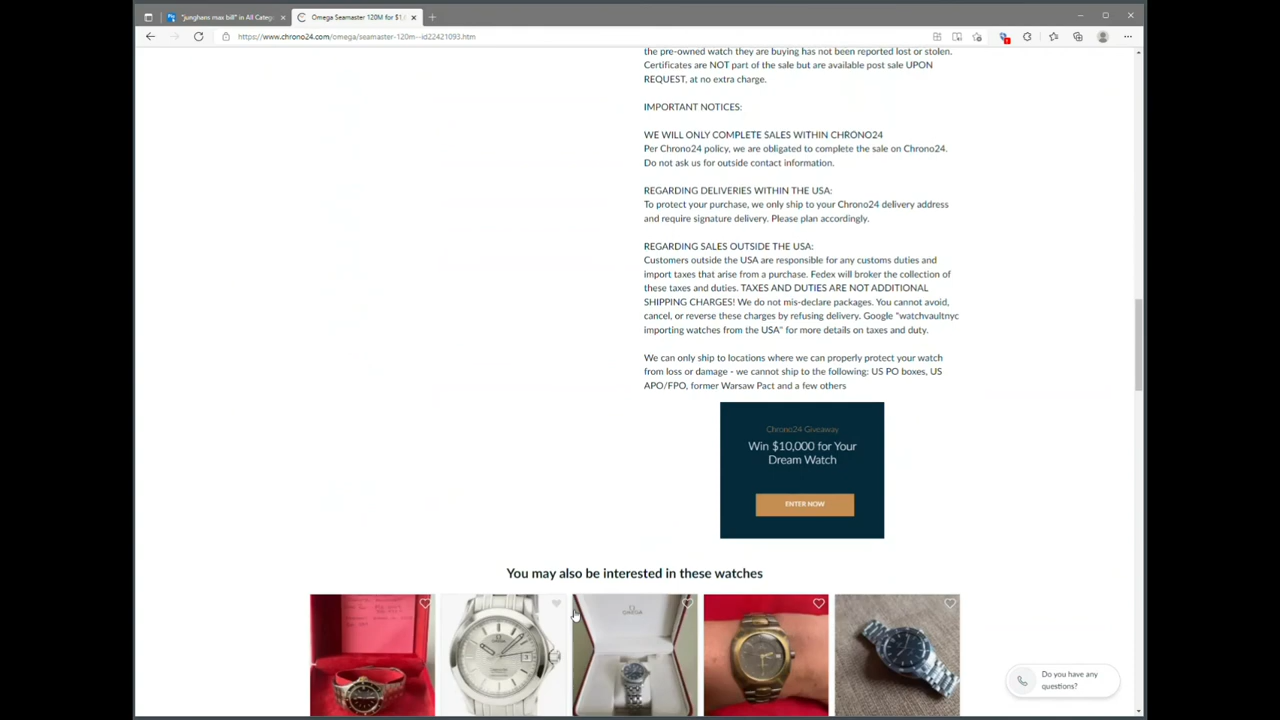 "junghans max bill" in All Categ
Omega Seamaster 120M for $1,
https://www.chrono24.com/omega/seamaster-120m--id22421093.htm
the pre-owned watch they are buying has not been reported lost or stolen.
Certificates are NOT part of the sale but are available post sale UPON
REQUEST, at no extra charge.
IMPORTANT NOTICES:
WE WILL ONLY COMPLETE SALES WITHIN CHRONO24
Per Chrono24 policy, we are obligated to complete the sale on Chrono24.
Do not ask us for outside contact information.
REGARDING DELIVERIES WITHIN THE USA:
To protect your purchase, we only ship to your Chrono24 delivery address
and require signature delivery. Please plan accordingly.
REGARDING SALES OUTSIDE THE USA:
Customers outside the USA are responsible for any customs duties and
import taxes that arise from a purchase. Fedex will broker the collection of
these taxes and duties. TAXES AND DUTIES ARE NOT ADDITIONAL
SHIPPING CHARGES! We do not mis-declare packages. You cannot avoid,
cancel, or reverse these charges by refusing delivery. Google "watchvaultnyc
importing watches from the USA" for more details on taxes and duty.
We can only ship to locations where we can properly protect your watch
from loss or damage - we cannot ship to the following: US PO boxes, US
APO/FPO, former Warsaw Pact and a few others
Chrono24 Giveaway
Win $10,000 for Your
Dream Watch
ENTER NOW
You may also be interested in these watches
OMEGA
Do you have any
questions?